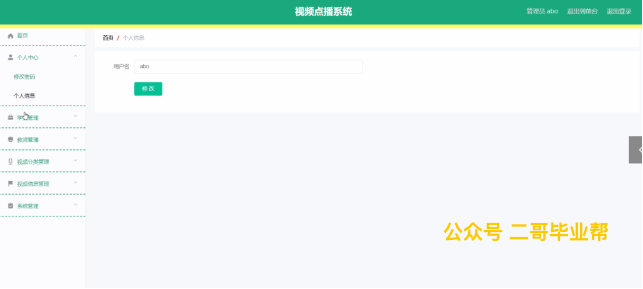 视频点播系统
管理员 abo 退出到前台 退出登录
首页
首页 / 个人信息
个人中心
用户名 abo
修改密码
修改
个人信息
学生管理
教师管理
视频分类管理
视频信息管理
系统管理
公众号 二哥毕业帮